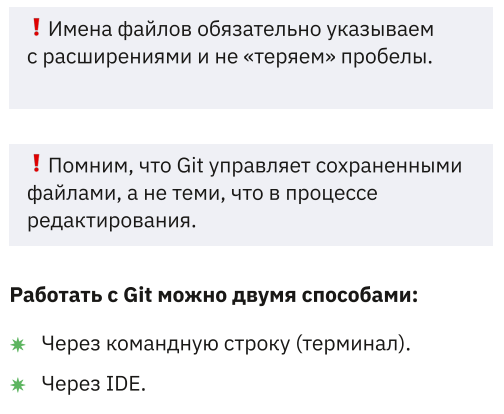 ❗ Имена файлов обязательно указываем
с расширениями и не «теряем» пробелы.
❗ Помним, что Git управляет сохраненными
файлами, а не теми, что в процессе
редактирования.
Работать с Git можно двумя способами:
Через командную строку (терминал).
Через IDE.